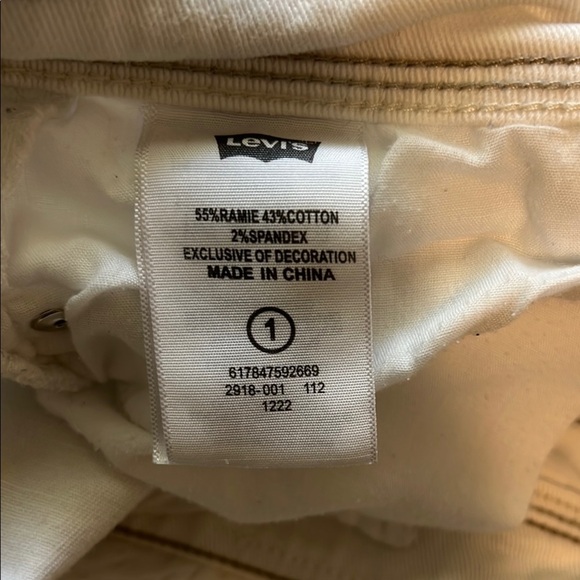 Levi's
55%RAMIE 43%COTTON
2%SPANDEX
EXCLUSIVE OF DECORATION
MADE IN CHINA
1
617847592669
2918-001 112
1222